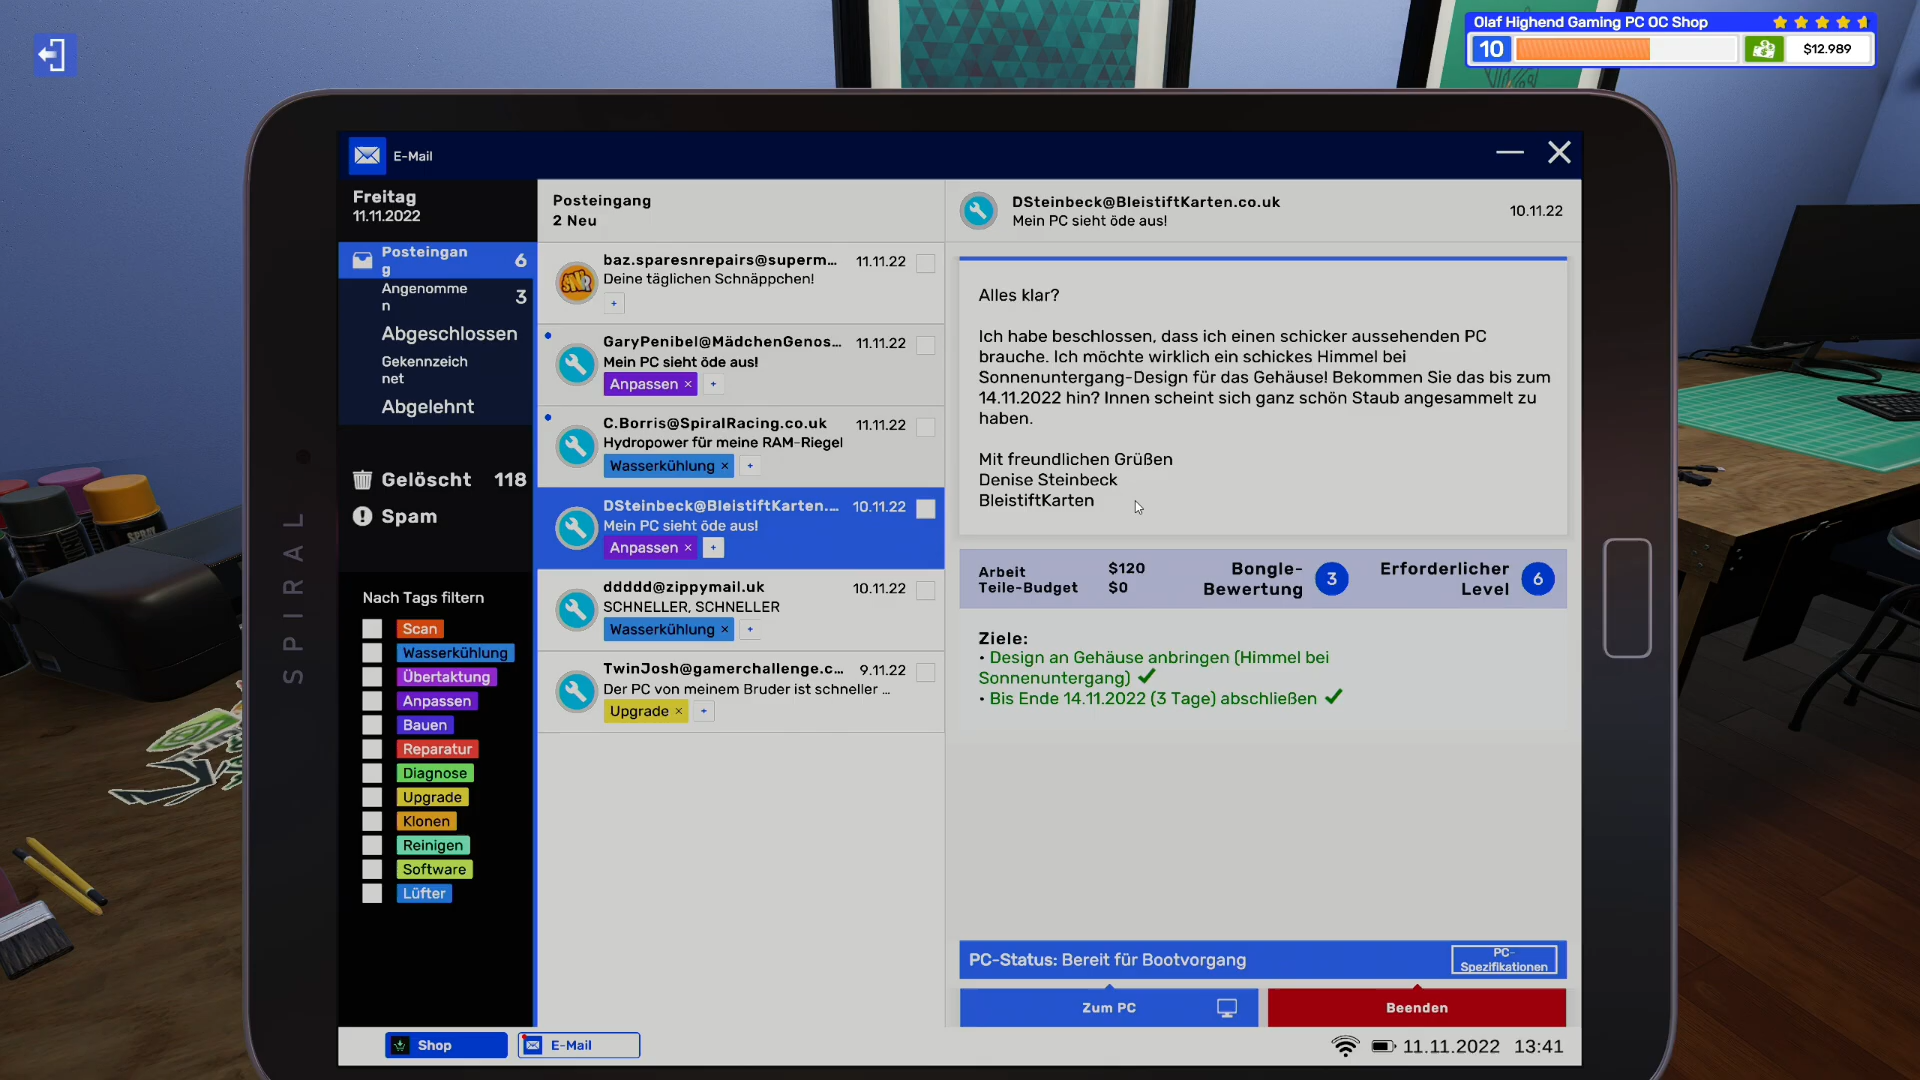 Olaf Highend Gaming PC OC Shop
10
$12.989
E-Mail
Freitag
11.11.2022
Posteingan
g
6
Angenomme
n
3
Abgeschlossen
Gekennzeich
net
Abgelehnt
Gelöscht 118
Spam
Nach Tags filtern
Scan
Wasserkühlung
Übertaktung
Anpassen
Bauen
Reparatur
Diagnose
Upgrade
Klonen
Reinigen
Software
Lüfter
Posteingang
2 Neu
baz.sparesnrepairs@superm... 11.11.22
Deine täglichen Schnäppchen!
+
GaryPenibel@MädchenGenos... 11.11.22
Mein PC sieht öde aus!
Anpassen × +
C.Borris@SpiralRacing.co.uk 11.11.22
Hydropower für meine RAM-Riegel
Wasserkühlung × +
DSteinbeck@BleistiftKarten.... 10.11.22
Mein PC sieht öde aus!
Anpassen × +
ddddd@zippymail.uk 10.11.22
SCHNELLER, SCHNELLER
Wasserkühlung × +
TwinJosh@gamerchallenge.c... 9.11.22
Der PC von meinem Bruder ist schneller ...
Upgrade × +
DSteinbeck@BleistiftKarten.co.uk
Mein PC sieht öde aus!
10.11.22
Alles klar?
Ich habe beschlossen, dass ich einen schicker aussehenden PC
brauche. Ich möchte wirklich ein schickes Himmel bei
Sonnenuntergang-Design für das Gehäuse! Bekommen Sie das bis zum
14.11.2022 hin? Innen scheint sich ganz schön Staub angesammelt zu
haben.
Mit freundlichen Grüßen
Denise Steinbeck
BleistiftKarten
Arbeit $120
Teile-Budget $0
Bongle-
Bewertung
3
Erforderlicher
Level
6
Ziele:
• Design an Gehäuse anbringen (Himmel bei
Sonnenuntergang) ✓
• Bis Ende 14.11.2022 (3 Tage) abschließen ✓
PC-Status: Bereit für Bootvorgang
PC-
Spezifikationen
Zum PC
Beenden
Shop
E-Mail
11.11.2022 13:41
SPIRAL